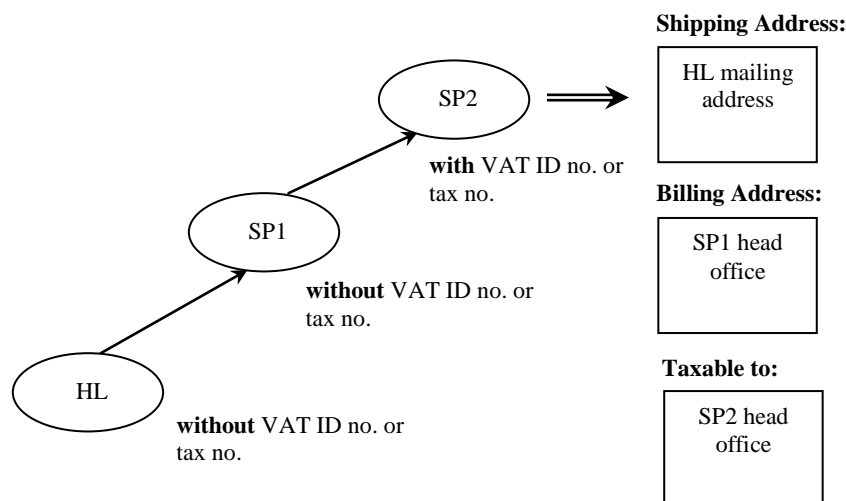 Shipping Address:
HL mailing
address
SP2
with VAT ID no. or
tax no.
Billing Address:
SP1 head
office
SP1
without VAT ID no. or
tax no.
Taxable to:
SP2 head
office
HL
without VAT ID no. or
tax no.